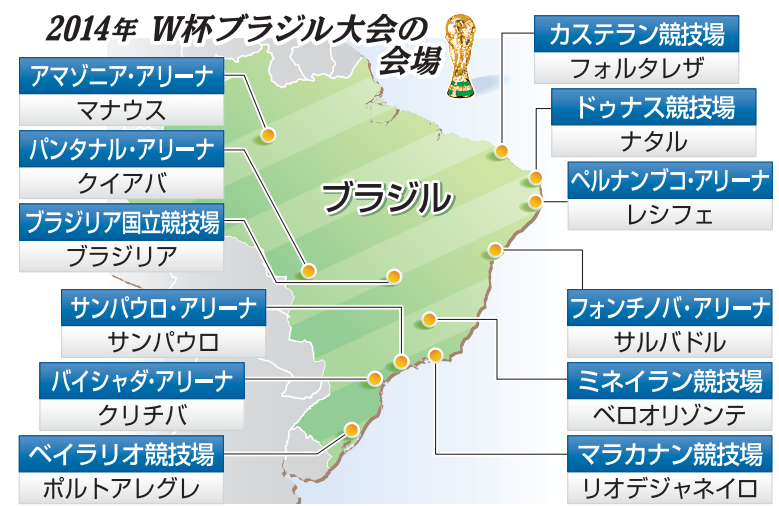 2014年 W杯ブラジル大会の
会場
アマゾニア・アリーナ
マナウス
パンタナル・アリーナ
クイアバ
ブラジリア国立競技場
ブラジリア
サンパウロ・アリーナ
サンパウロ
バイシャダ・アリーナ
クリチバ
ベイラリオ競技場
ポルトアレグレ
ブラジル
カステラン競技場
フォルタレザ
ドゥナス競技場
ナタル
ペルナンブコ・アリーナ
レシフェ
フォンチノバ・アリーナ
サルバドル
ミネイラン競技場
ベロオリゾンテ
マラカナン競技場
リオデジャネイロ